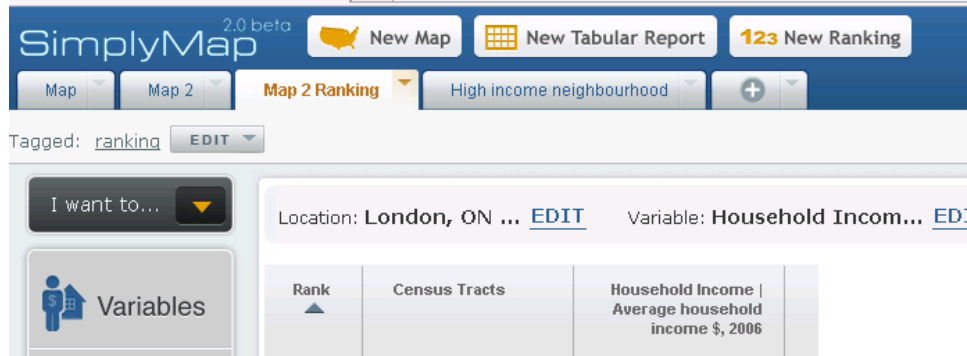 SimplyMap 2.0 beta New Map New Tabular Report 123 New Ranking
Map Map 2 Map 2 Ranking High income neighbourhood
Tagged: ranking EDIT
I want to...
Location: London, ON ... EDIT Variable: Household Incom... EDI
Variables
$
Rank Census Tracts Household Income |
Average household
income $, 2006